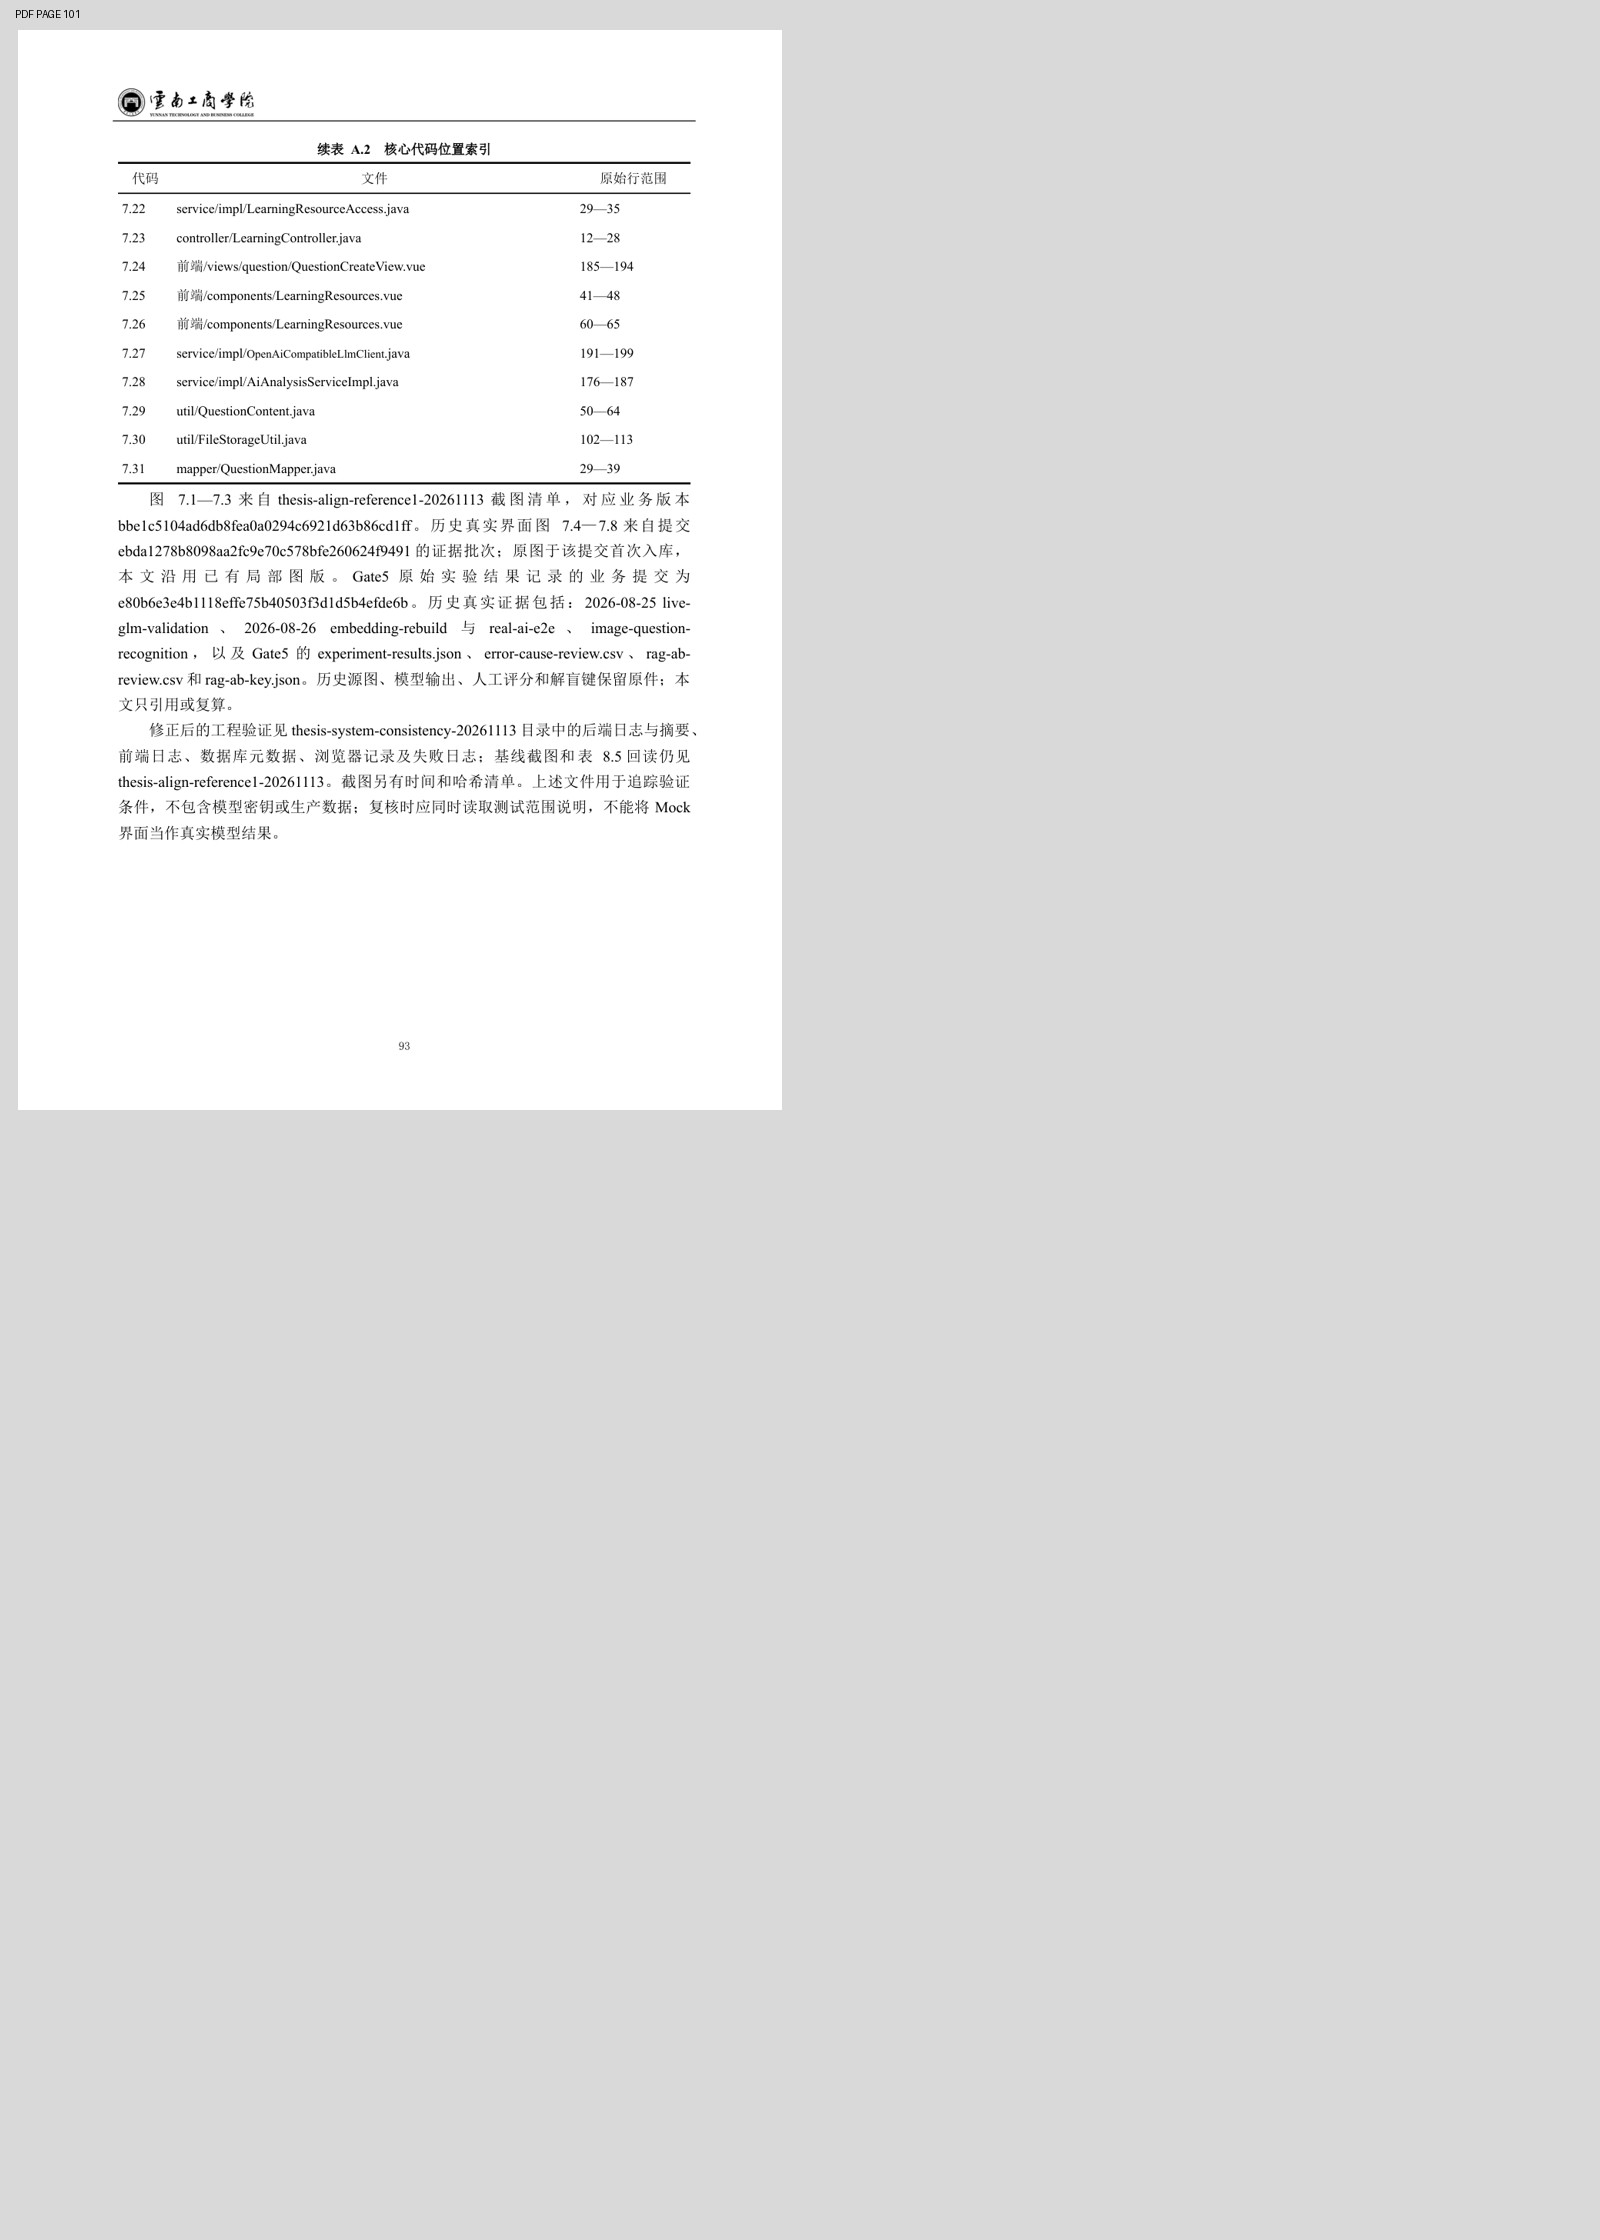 PDF PAGE 101
雲南工商學院
YUNNAN TECHNOLOGY AND BUSINESS COLLEGE
续表 A.2 核心代码位置索引
代码 文件 原始行范围
7.22 service/impl/LearningResourceAccess.java 29—35
7.23 controller/LearningController.java 12—28
7.24 前端/views/question/QuestionCreateView.vue 185—194
7.25 前端/components/LearningResources.vue 41—48
7.26 前端/components/LearningResources.vue 60—65
7.27 service/impl/OpenAiCompatibleLlmClient.java 191—199
7.28 service/impl/AiAnalysisServiceImpl.java 176—187
7.29 util/QuestionContent.java 50—64
7.30 util/FileStorageUtil.java 102—113
7.31 mapper/QuestionMapper.java 29—39
图 7.1—7.3 来自 thesis-align-reference1-20261113 截图清单，对应业务版本
bbe1c5104ad6db8fea0a0294c6921d63b86cd1ff。历史真实界面图 7.4—7.8 来自提交
ebda1278b8098aa2fc9e70c578bfe260624f9491 的证据批次；原图于该提交首次入库，
本文沿用已有局部图版。Gate5 原始实验结果记录的业务提交为
e80b6e3e4b1118effe75b40503f3d1d5b4efde6b。历史真实证据包括：2026-08-25 live-
glm-validation、2026-08-26 embedding-rebuild 与 real-ai-e2e、image-question-
recognition，以及 Gate5 的 experiment-results.json、error-cause-review.csv、rag-ab-
review.csv 和 rag-ab-key.json。历史源图、模型输出、人工评分和解盲键保留原件；本
文只引用或复算。
修正后的工程验证见 thesis-system-consistency-20261113 目录中的后端日志与摘要、
前端日志、数据库元数据、浏览器记录及失败日志；基线截图和表 8.5 回读仍见
thesis-align-reference1-20261113。截图另有时间和哈希清单。上述文件用于追踪验证
条件，不包含模型密钥或生产数据；复核时应同时读取测试范围说明，不能将 Mock
界面当作真实模型结果。
93